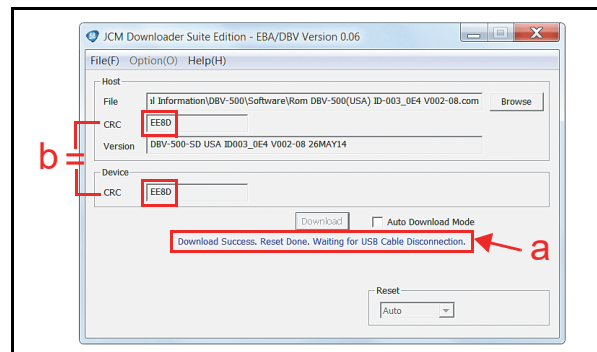 JCM Downloader Suite Edition - EBA/DBV Version 0.06
X
File(F) Option(O) Help(H)
Host
File al Information\DBV-500\Software\Rom DBV-500(USA) ID-003_0E4 V002-08.com Browse
CRC EE8D
Version DBV-500-SD USA ID003_0E4 V002-08 26MAY14
b =
Device
CRC EE8D
Download Auto Download Mode
Download Success. Reset Done. Waiting for USB Cable Disconnection.
a
Reset
Auto